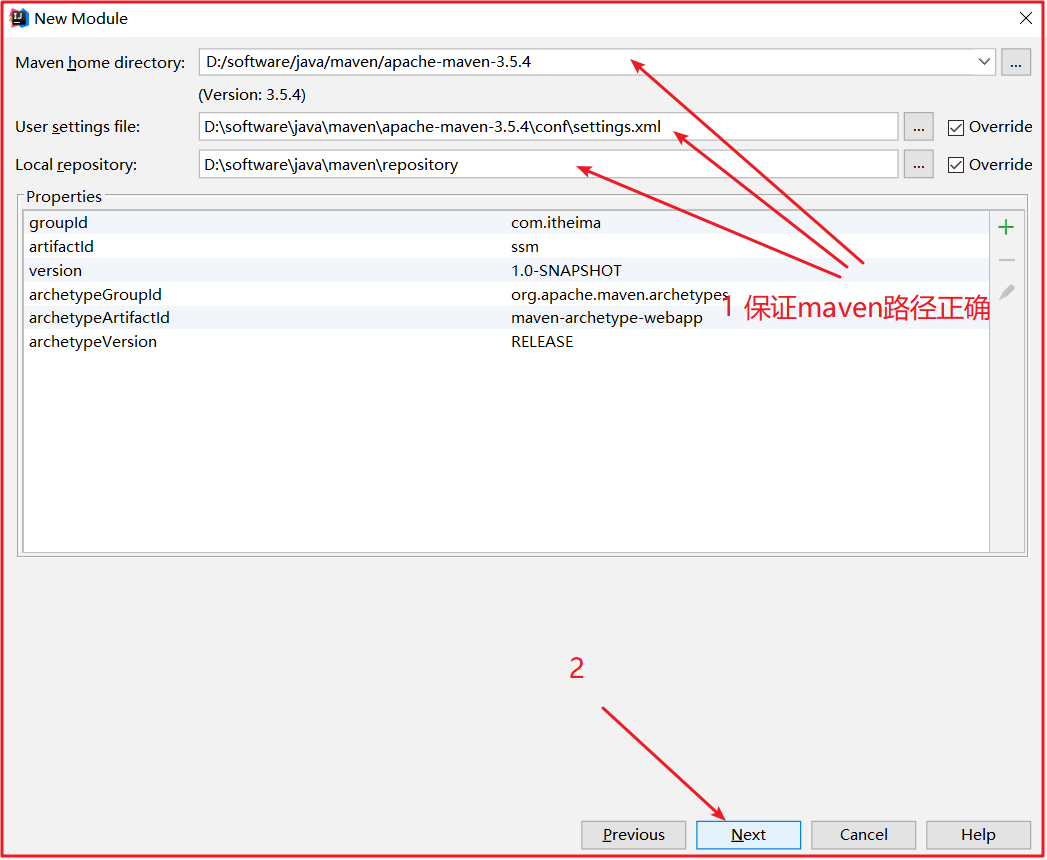 New Module
Maven home directory: D:/software/java/maven/apache-maven-3.5.4 ...
(Version: 3.5.4)
User settings file: D:\software\java\maven\apache-maven-3.5.4\conf\settings.xml ... Override
Local repository: D:\software\java\maven\repository ... Override
Properties
groupId com.itheima
artifactId ssm
version 1.0-SNAPSHOT
archetypeGroupId org.apache.maven.archetypes
1 保证maven路径正确
archetypeArtifactId maven-archetype-webapp
archetypeVersion RELEASE
2
Previous Next Cancel Help